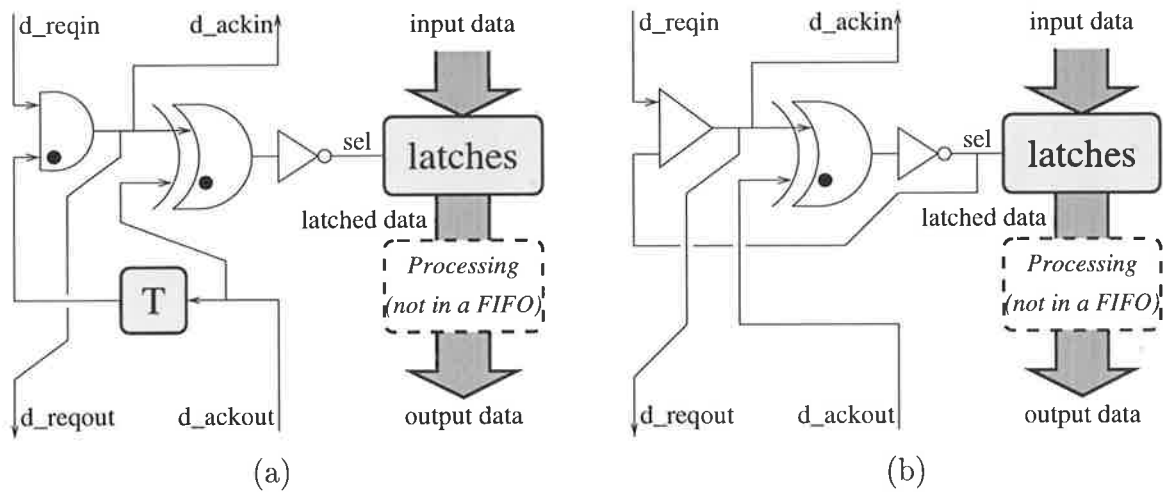 d_reqin
d_ackin
input data
sel
latches
latched data
Processing
(not in a FIFO)
T
d_reqout
d_ackout
output data
(a)
d_reqin
d_ackin
input data
sel
latches
latched data
Processing
(not in a FIFO)
d_reqout
d_ackout
output data
(b)